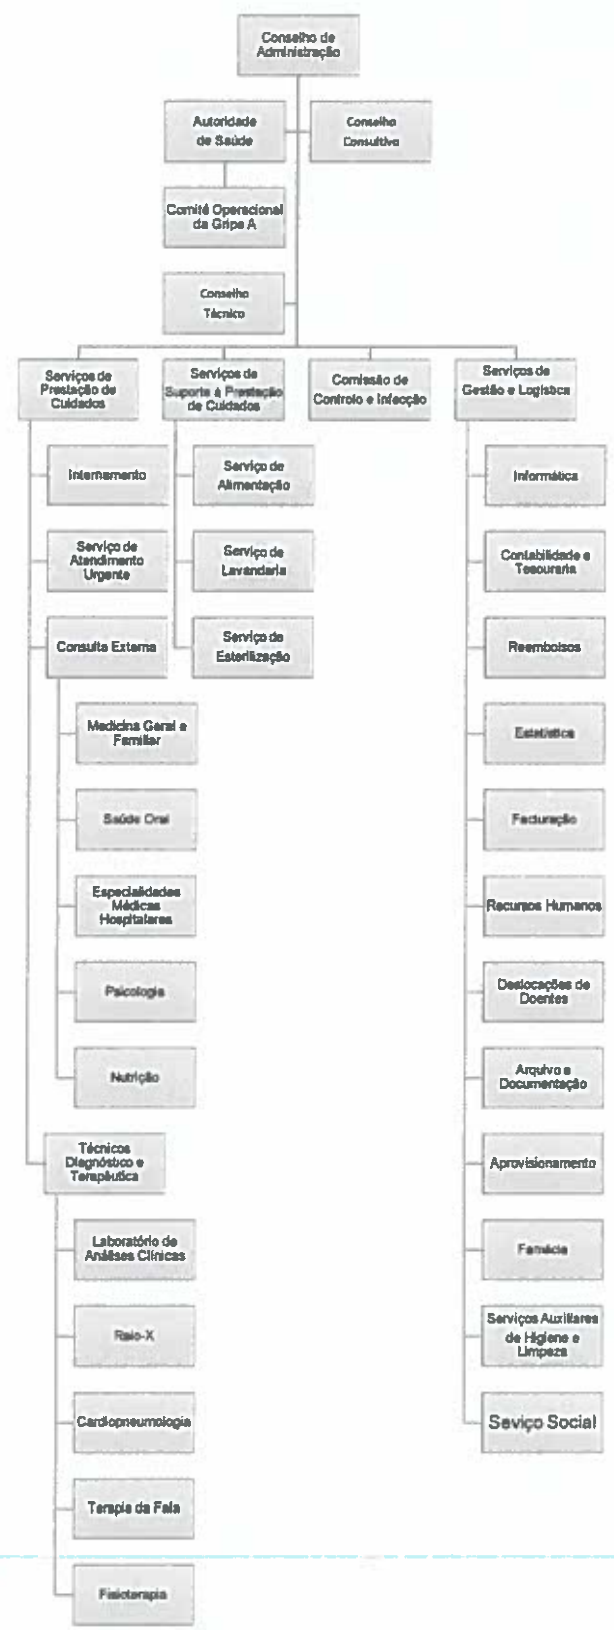 Conselho de
Administração
Autoridade
de Saúde
Conselho
Consultivo
Comité Operacional
da Gripe A
Conselho
Técnico
Serviços de
Prestação de
Cuidados
Serviços de
Suporte à Prestação
de Cuidados
Comissão de
Controlo e Infecção
Serviços de
Gestão e Logística
Internamento
Serviço de
Atendimento
Urgente
Consulta Externa
Medicina Geral e
Familiar
Saúde Oral
Especialidades
Médicas
Hospitalares
Psicologia
Nutrição
Técnicos
Diagnóstico e
Terapêutica
Laboratório de
Análises Clínicas
Raio-X
Cardiopneumologia
Terapia da Fala
Fisioterapia
Serviço de
Alimentação
Serviço de
Lavandaria
Serviço de
Esterilização
Informática
Contabilidade e
Tesouraria
Reembolsos
Estatística
Facturação
Recursos Humanos
Deslocações de
Doentes
Arquivo e
Documentação
Aprovisionamento
Farmácia
Serviços Auxiliares
de Higiene e
Limpeza
Saviço Social